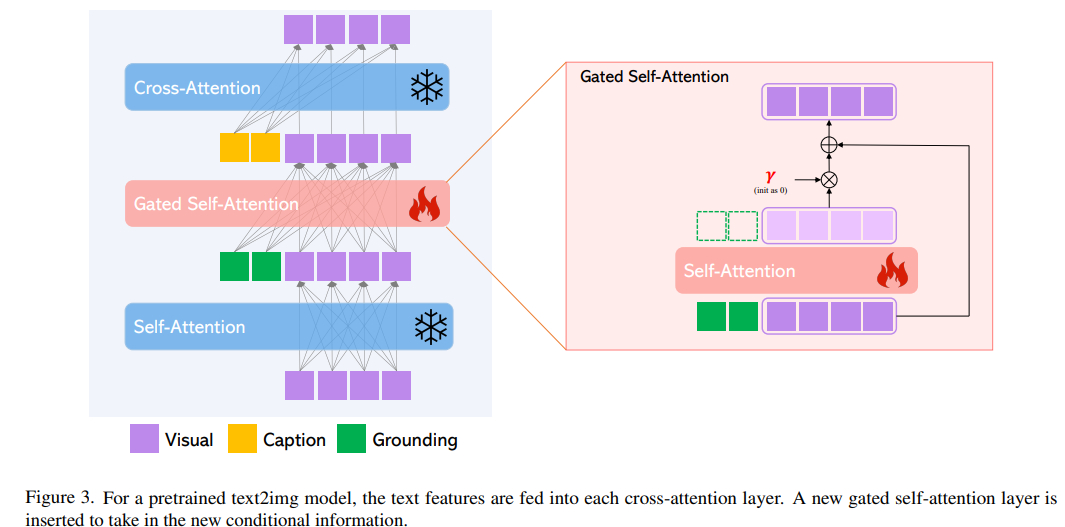 Cross-Attention
Gated Self-Attention
Self-Attention
Visual Caption Grounding
Gated Self-Attention
γ
(init as 0)
Self-Attention
Figure 3. For a pretrained text2img model, the text features are fed into each cross-attention layer. A new gated self-attention layer is
inserted to take in the new conditional information.